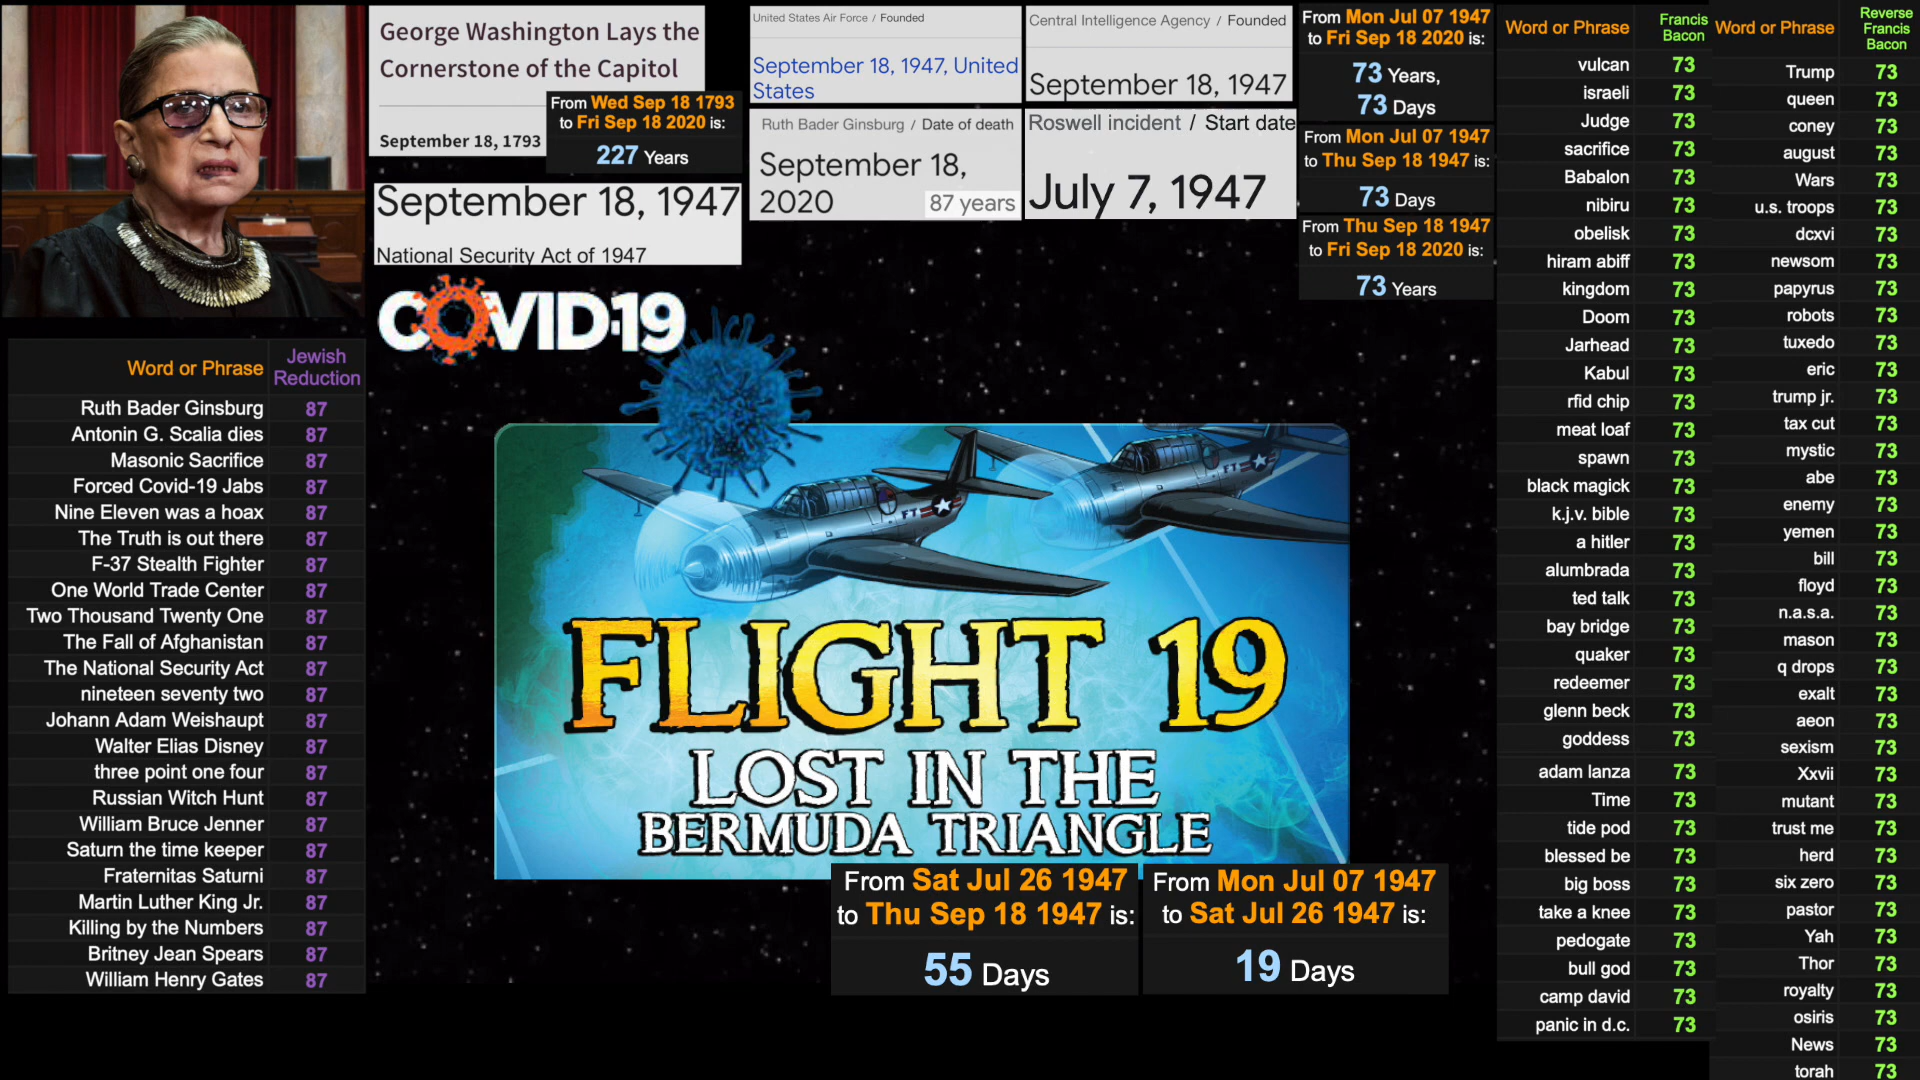 George Washington Lays the
Cornerstone of the Capitol
September 18, 1793
From Wed Sep 18 1793
to Fri Sep 18 2020 is:
227 Years
September 18, 1947
National Security Act of 1947
United States Air Force / Founded
September 18, 1947, United
States
Central Intelligence Agency / Founded
September 18, 1947
Ruth Bader Ginsburg / Date of death
September 18,
2020
87 years
Roswell incident / Start date
July 7, 1947
From Mon Jul 07 1947
to Fri Sep 18 2020 is:
73 Years,
73 Days
From Mon Jul 07 1947
to Thu Sep 18 1947 is:
73 Days
From Thu Sep 18 1947
to Fri Sep 18 2020 is:
73 Years
COVID-19
Word or Phrase Jewish
Reduction
Ruth Bader Ginsburg 87
Antonin G. Scalia dies 87
Masonic Sacrifice 87
Forced Covid-19 Jabs 87
Nine Eleven was a hoax 87
The Truth is out there 87
F-37 Stealth Fighter 87
One World Trade Center 87
Two Thousand Twenty One 87
The Fall of Afghanistan 87
The National Security Act 87
nineteen seventy two 87
Johann Adam Weishaupt 87
Walter Elias Disney 87
three point one four 87
Russian Witch Hunt 87
William Bruce Jenner 87
Saturn the time keeper 87
Fraternitas Saturni 87
Martin Luther King Jr. 87
Killing by the Numbers 87
Britney Jean Spears 87
William Henry Gates 87
FT
FT
FLIGHT 19
LOST IN THE
BERMUDA TRIANGLE
From Sat Jul 26 1947
to Thu Sep 18 1947 is:
55 Days
From Mon Jul 07 1947
to Sat Jul 26 1947 is:
19 Days
Word or Phrase Francis
Bacon
vulcan 73
israeli 73
Judge 73
sacrifice 73
Babalon 73
nibiru 73
obelisk 73
hiram abiff 73
kingdom 73
Doom 73
Jarhead 73
Kabul 73
rfid chip 73
meat loaf 73
spawn 73
black magick 73
k.j.v. bible 73
a hitler 73
alumbrada 73
ted talk 73
bay bridge 73
quaker 73
redeemer 73
glenn beck 73
goddess 73
adam lanza 73
Time 73
tide pod 73
blessed be 73
big boss 73
take a knee 73
pedogate 73
bull god 73
camp david 73
panic in d.c. 73
Word or Phrase Reverse
Francis
Bacon
Trump 73
queen 73
coney 73
august 73
Wars 73
u.s. troops 73
dcxvi 73
newsom 73
papyrus 73
robots 73
tuxedo 73
eric 73
trump jr. 73
tax cut 73
mystic 73
abe 73
enemy 73
yemen 73
bill 73
floyd 73
n.a.s.a. 73
mason 73
q drops 73
exalt 73
aeon 73
sexism 73
Xxvii 73
mutant 73
trust me 73
herd 73
six zero 73
pastor 73
Yah 73
Thor 73
royalty 73
osiris 73
News 73
torah 73